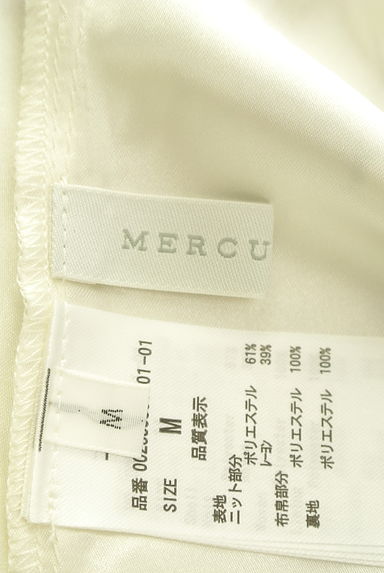 MERCU
M
品番 002 01-01
SIZE M
品質表示
表地
ニット部分 ポリエステル 61%
レーヨン 39%
布帛部分 ポリエステル 100%
裏地 ポリエステル 100%